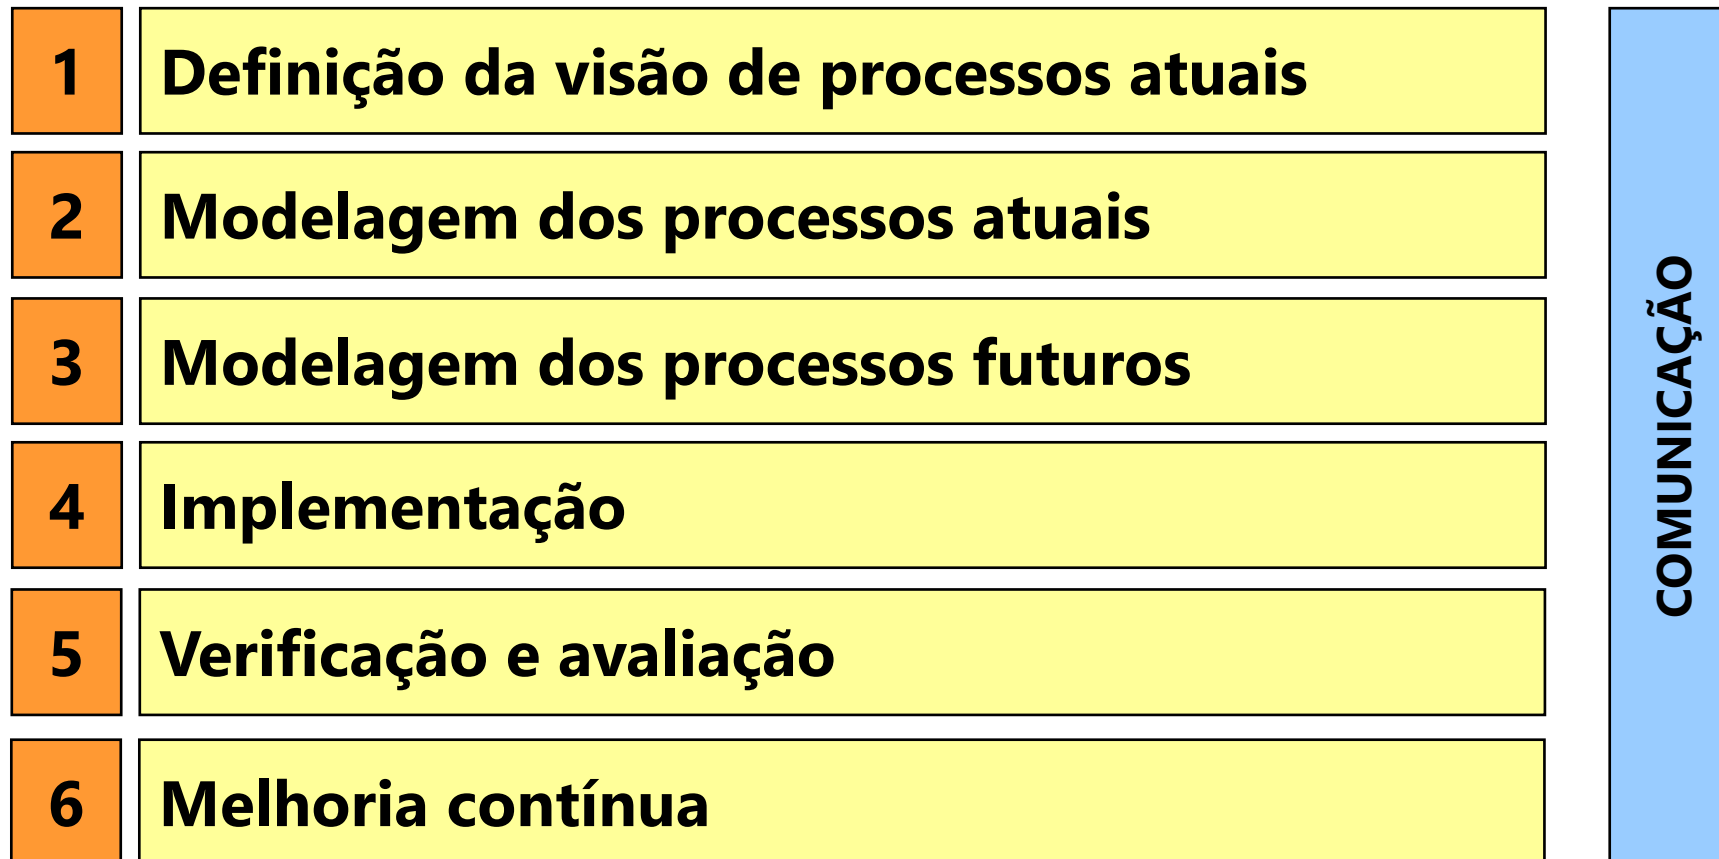 1 Definição da visão de processos atuais
2 Modelagem dos processos atuais
3 Modelagem dos processos futuros
4 Implementação
5 Verificação e avaliação
6 Melhoria contínua
COMUNICAÇÃO